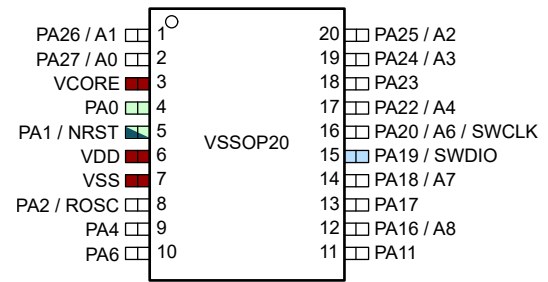 PA26 / A1 1 20 PA25 / A2
PA27 / A0 2 19 PA24 / A3
VCORE 3 18 PA23
PA0 4 17 PA22 / A4
PA1 / NRST 5 16 PA20 / A6 / SWCLK
VSSOP20
VDD 6 15 PA19 / SWDIO
VSS 7 14 PA18 / A7
PA2 / ROSC 8 13 PA17
PA4 9 12 PA16 / A8
PA6 10 11 PA11